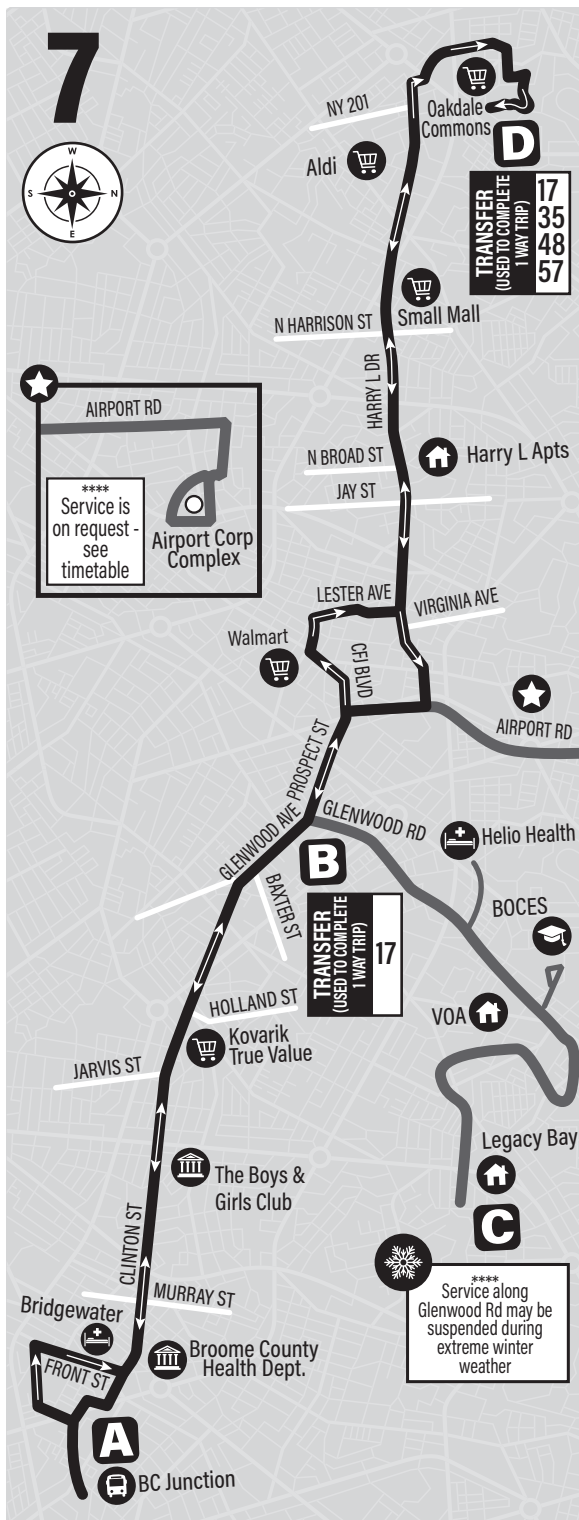 7
W
S
N
E
NY 201
Oakdale
Commons
D
Aldi
TRANSFER
(USED TO COMPLETE
1 WAY TRIP)
17
35
48
57
Small Mall
N HARRISON ST
HARRY L DR
AIRPORT RD
****
Service is
on request -
see
timetable
Airport Corp
Complex
N BROAD ST
Harry L Apts
JAY ST
LESTER AVE
VIRGINIA AVE
Walmart
CFJ BLVD
AIRPORT RD
PROSPECT ST
GLENWOOD AVE
GLENWOOD RD
Helio Health
B
BAXTER ST
TRANSFER
(USED TO COMPLETE
1 WAY TRIP)
17
BOCES
HOLLAND ST
VOA
Kovarik
True Value
JARVIS ST
Legacy Bay
C
The Boys &
Girls Club
CLINTON ST
MURRAY ST
****
Service along
Glenwood Rd may be
suspended during
extreme winter
weather
Bridgewater
FRONT ST
Broome County
Health Dept.
A
BC Junction